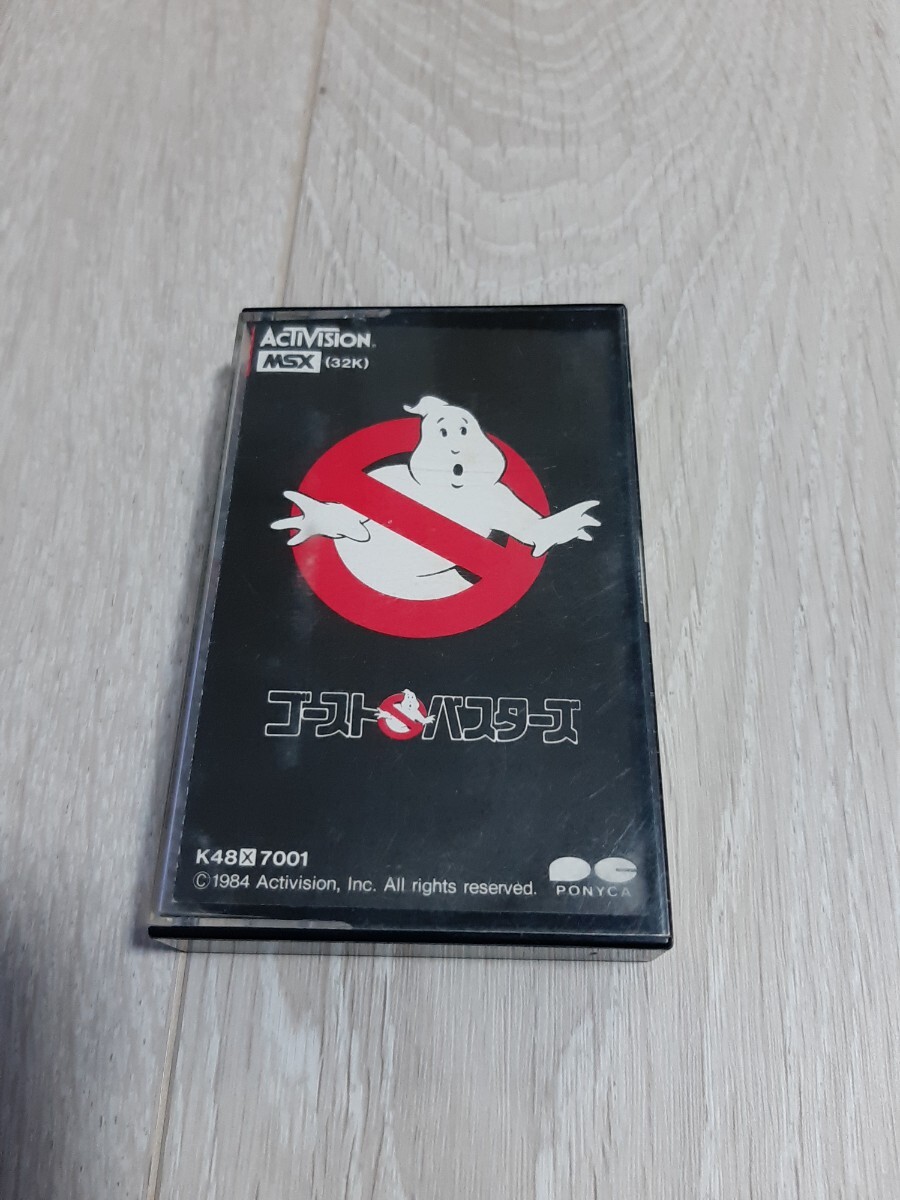 ACTIVISION.
MSX (32K)
ゴーストバスターズ
K48X7001
©1984 Activision, Inc. All rights reserved.
PONYCA